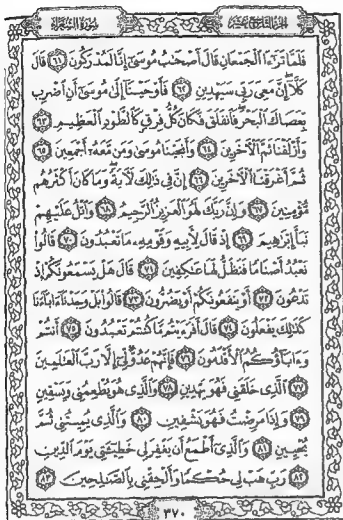 سورة الشعراء الجزء التاسع عشر
فَلَمَّا تَرَٰٓءَا ٱلْجَمْعَانِ قَالَ أَصْحَٰبُ مُوسَىٰٓ إِنَّا لَمُدْرَكُونَ ٦١ قَالَ
كَلَّآ إِنَّ مَعِىَ رَبِّى سَيَهْدِينِ ٦٢ فَأَوْحَيْنَآ إِلَىٰ مُوسَىٰٓ أَنِ ٱضْرِب
بِّعَصَاكَ ٱلْبَحْرَ فَٱنفَلَقَ فَكَانَ كُلُّ فِرْقٍ كَٱلطَّوْدِ ٱلْعَظِيمِ ٦٣
وَأَزْلَفْنَا ثَمَّ ٱلْءَاخَرِينَ ٦٤ وَأَنجَيْنَا مُوسَىٰ وَمَن مَّعَهُۥٓ أَجْمَعِينَ ٦٥
ثُمَّ أَغْرَقْنَا ٱلْءَاخَرِينَ ٦٦ إِنَّ فِى ذَٰلِكَ لَءَايَةً وَمَا كَانَ أَكْثَرُهُم
مُّؤْمِنِينَ ٦٧ وَإِنَّ رَبَّكَ لَهُوَ ٱلْعَزِيزُ ٱلرَّحِيمُ ٦٨ وَٱتْلُ عَلَيْهِمْ
نَبَأَ إِبْرَٰهِيمَ ٦٩ إِذْ قَالَ لِأَبِيهِ وَقَوْمِهِۦ مَا تَعْبُدُونَ ٧٠ قَالُوا۟
نَعْبُدُ أَصْنَامًا فَنَظَلُّ لَهَا عَٰكِفِينَ ٧١ قَالَ هَلْ يَسْمَعُونَكُمْ إِذْ
تَدْعُونَ ٧٢ أَوْ يَنفَعُونَكُمْ أَوْ يَضُرُّونَ ٧٣ قَالُوا۟ بَلْ وَجَدْنَآ ءَابَآءَنَا
كَذَٰلِكَ يَفْعَلُونَ ٧٤ قَالَ أَفَرَءَيْتُم مَّا كُنتُمْ تَعْبُدُونَ ٧٥ أَنتُمْ
وَءَابَآؤُكُمُ ٱلْأَقْدَمُونَ ٧٦ فَإِنَّهُمْ عَدُوٌّ لِّىٓ إِلَّا رَبَّ ٱلْعَٰلَمِينَ
٧٧ ٱلَّذِى خَلَقَنِى فَهُوَ يَهْدِينِ ٧٨ وَٱلَّذِى هُوَ يُطْعِمُنِى وَيَسْقِينِ
٧٩ وَإِذَا مَرِضْتُ فَهُوَ يَشْفِينِ ٨٠ وَٱلَّذِى يُمِيتُنِى ثُمَّ
يُحْيِينِ ٨١ وَٱلَّذِىٓ أَطْمَعُ أَن يَغْفِرَ لِى خَطِيٓـَٔتِى يَوْمَ ٱلدِّينِ
٨٢ رَبِّ هَبْ لِى حُكْمًا وَأَلْحِقْنِى بِٱلصَّٰلِحِينَ ٨٣
٣٧٠